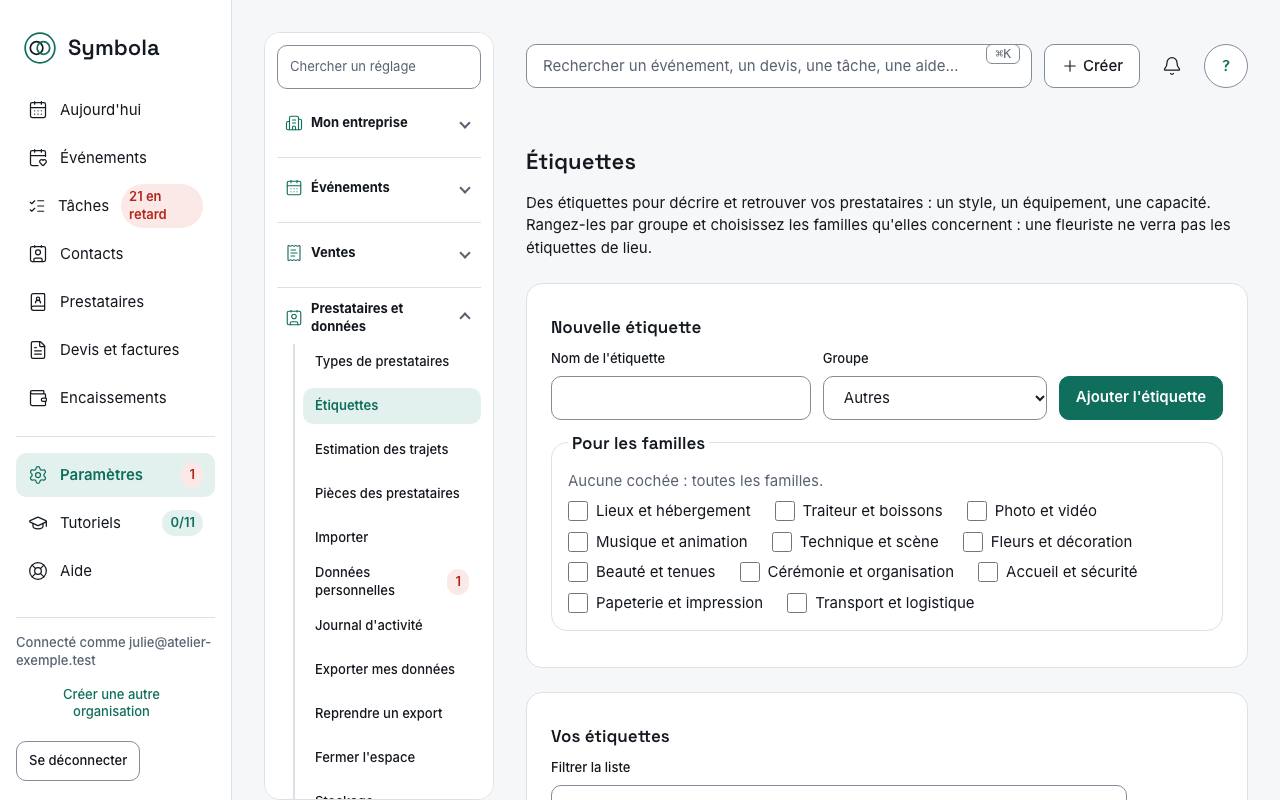 Symbola
Aujourd'hui
Événements
Tâches
21 en
retard
Contacts
Prestataires
Devis et factures
Encaissements
Paramètres
1
Tutoriels
0/11
Aide
Connecté comme julie@atelier-
exemple.test
Créer une autre
organisation
Se déconnecter
Chercher un réglage
Mon entreprise
Événements
Ventes
Prestataires et
données
Types de prestataires
Étiquettes
Estimation des trajets
Pièces des prestataires
Importer
Données
personnelles
1
Journal d'activité
Exporter mes données
Reprendre un export
Fermer l'espace
Rechercher un événement, un devis, une tâche, une aide...
⌘K
+ Créer
?
Étiquettes
Des étiquettes pour décrire et retrouver vos prestataires : un style, un équipement, une capacité.
Rangez-les par groupe et choisissez les familles qu'elles concernent : une fleuriste ne verra pas les
étiquettes de lieu.
Nouvelle étiquette
Nom de l'étiquette
Groupe
Autres
Ajouter l'étiquette
Pour les familles
Aucune cochée : toutes les familles.
Lieux et hébergement
Traiteur et boissons
Photo et vidéo
Musique et animation
Technique et scène
Fleurs et décoration
Beauté et tenues
Cérémonie et organisation
Accueil et sécurité
Papeterie et impression
Transport et logistique
Vos étiquettes
Filtrer la liste